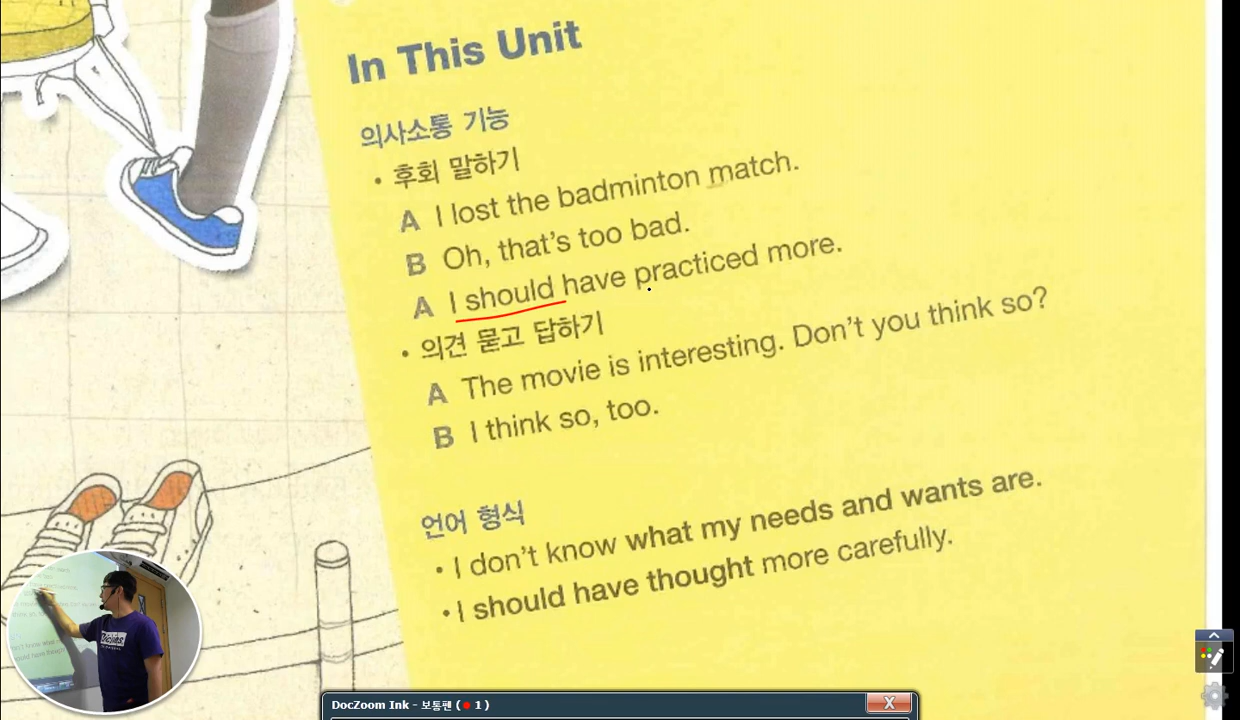 In This Unit
의사소통 기능
• 후회 말하기
A I lost the badminton match.
B Oh, that's too bad.
A I should have practiced more.
• 의견 묻고 답하기
A The movie is interesting. Don't you think so?
B I think so, too.
언어 형식
• I don't know what my needs and wants are.
• I should have thought more carefully.
DocZoom Ink - 보통펜 ( ● 1 )